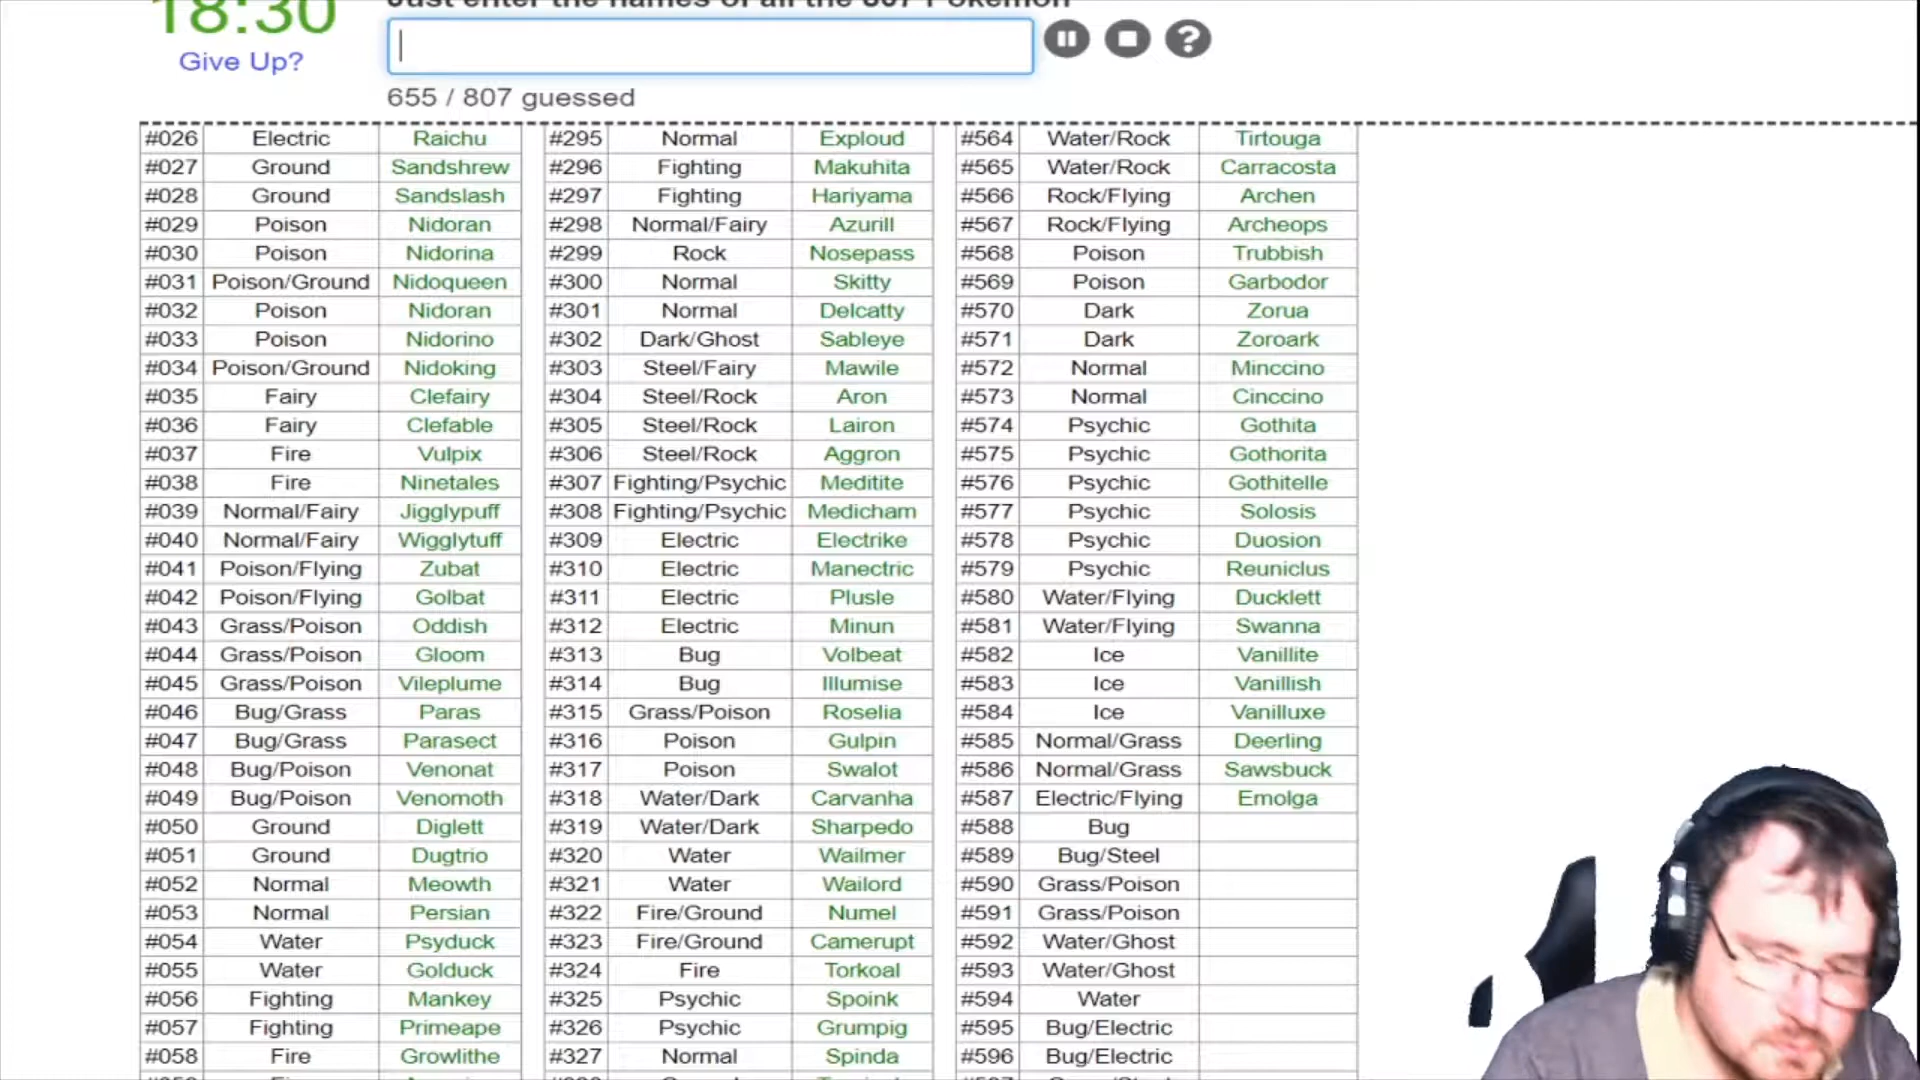 18:30
Just enter the names of all the 807 Pokemon
Give Up?
655 / 807 guessed
#026 Electric Raichu #295 Normal Exploud #564 Water/Rock Tirtouga
#027 Ground Sandshrew #296 Fighting Makuhita #565 Water/Rock Carracosta
#028 Ground Sandslash #297 Fighting Hariyama #566 Rock/Flying Archen
#029 Poison Nidoran #298 Normal/Fairy Azurill #567 Rock/Flying Archeops
#030 Poison Nidorina #299 Rock Nosepass #568 Poison Trubbish
#031 Poison/Ground Nidoqueen #300 Normal Skitty #569 Poison Garbodor
#032 Poison Nidoran #301 Normal Delcatty #570 Dark Zorua
#033 Poison Nidorino #302 Dark/Ghost Sableye #571 Dark Zoroark
#034 Poison/Ground Nidoking #303 Steel/Fairy Mawile #572 Normal Minccino
#035 Fairy Clefairy #304 Steel/Rock Aron #573 Normal Cinccino
#036 Fairy Clefable #305 Steel/Rock Lairon #574 Psychic Gothita
#037 Fire Vulpix #306 Steel/Rock Aggron #575 Psychic Gothorita
#038 Fire Ninetales #307 Fighting/Psychic Meditite #576 Psychic Gothitelle
#039 Normal/Fairy Jigglypuff #308 Fighting/Psychic Medicham #577 Psychic Solosis
#040 Normal/Fairy Wigglytuff #309 Electric Electrike #578 Psychic Duosion
#041 Poison/Flying Zubat #310 Electric Manectric #579 Psychic Reuniclus
#042 Poison/Flying Golbat #311 Electric Plusle #580 Water/Flying Ducklett
#043 Grass/Poison Oddish #312 Electric Minun #581 Water/Flying Swanna
#044 Grass/Poison Gloom #313 Bug Volbeat #582 Ice Vanillite
#045 Grass/Poison Vileplume #314 Bug Illumise #583 Ice Vanillish
#046 Bug/Grass Paras #315 Grass/Poison Roselia #584 Ice Vanilluxe
#047 Bug/Grass Parasect #316 Poison Gulpin #585 Normal/Grass Deerling
#048 Bug/Poison Venonat #317 Poison Swalot #586 Normal/Grass Sawsbuck
#049 Bug/Poison Venomoth #318 Water/Dark Carvanha #587 Electric/Flying Emolga
#050 Ground Diglett #319 Water/Dark Sharpedo #588 Bug
#051 Ground Dugtrio #320 Water Wailmer #589 Bug/Steel
#052 Normal Meowth #321 Water Wailord #590 Grass/Poison
#053 Normal Persian #322 Fire/Ground Numel #591 Grass/Poison
#054 Water Psyduck #323 Fire/Ground Camerupt #592 Water/Ghost
#055 Water Golduck #324 Fire Torkoal #593 Water/Ghost
#056 Fighting Mankey #325 Psychic Spoink #594 Water
#057 Fighting Primeape #326 Psychic Grumpig #595 Bug/Electric
#058 Fire Growlithe #327 Normal Spinda #596 Bug/Electric